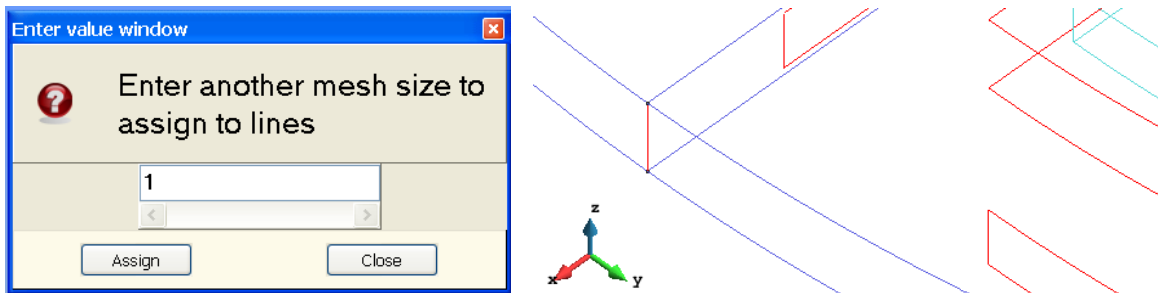 Enter value window
Enter another mesh size to
assign to lines
1
Assign
Close
z
x
y